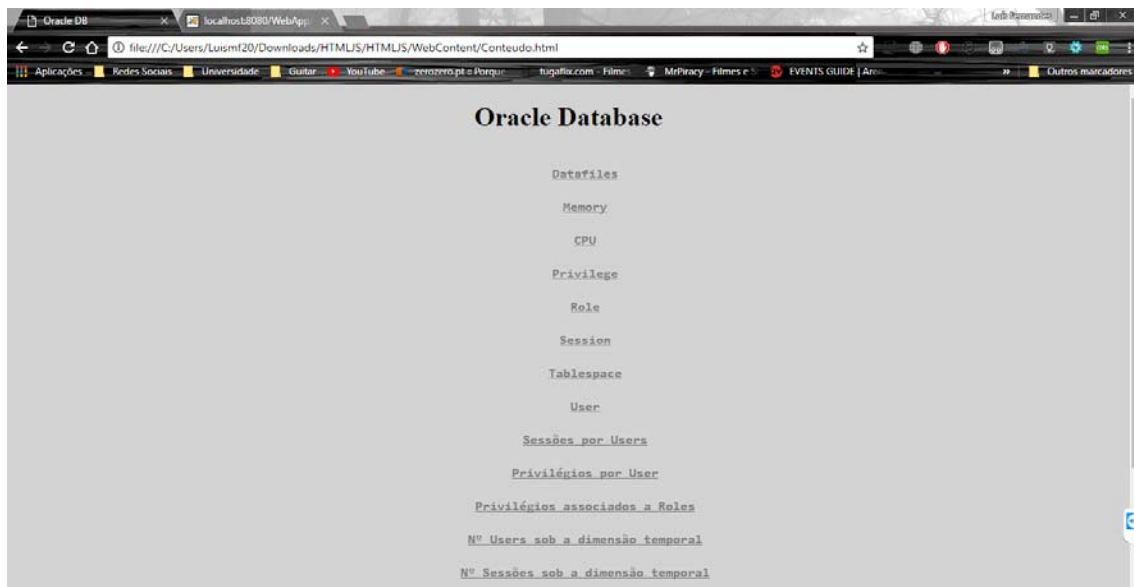 Oracle DB
localhost:8080/WebApp
file:///C:/Users/Luismf20/Downloads/HTMLJS/HTMLJS/WebContent/Conteudo.html
Aplicações Redes Sociais Universidade Guitar YouTube zerozero.pt :: Porque tugaflix.com - Filmes MrPiracy - Filmes e S EVENTS GUIDE | » Outros marcadores
Oracle Database
Datafiles
Memory
CPU
Privilege
Role
Session
Tablespace
User
Sessões por Users
Privilégios por User
Privilégios associados a Roles
Nº Users sob a dimensão temporal
Nº Sessões sob a dimensão temporal